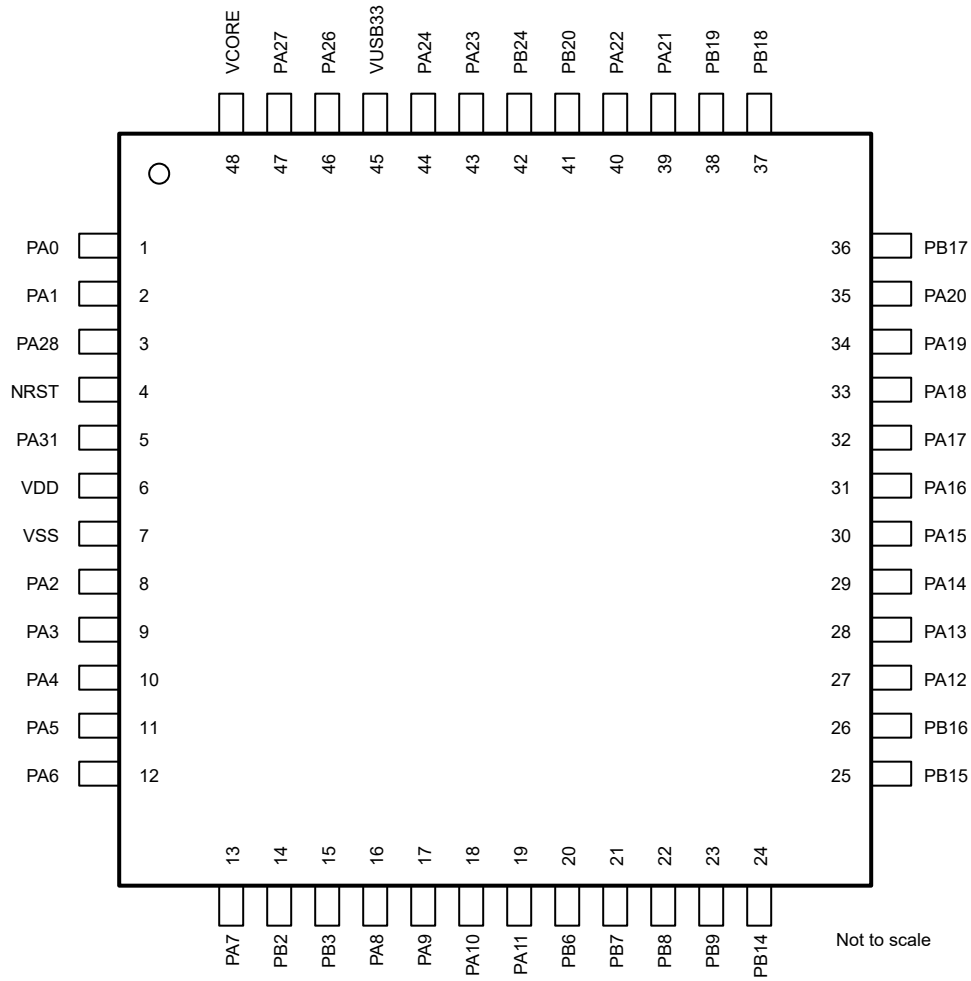 VCORE PA27 PA26 VUSB33 PA24 PA23 PB24 PB20 PA22 PA21 PB19 PB18
48 47 46 45 44 43 42 41 40 39 38 37
PA0 1 36 PB17
PA1 2 35 PA20
PA28 3 34 PA19
NRST 4 33 PA18
PA31 5 32 PA17
VDD 6 31 PA16
VSS 7 30 PA15
PA2 8 29 PA14
PA3 9 28 PA13
PA4 10 27 PA12
PA5 11 26 PB16
PA6 12 25 PB15
13 14 15 16 17 18 19 20 21 22 23 24
PA7 PB2 PB3 PA8 PA9 PA10 PA11 PB6 PB7 PB8 PB9 PB14
Not to scale